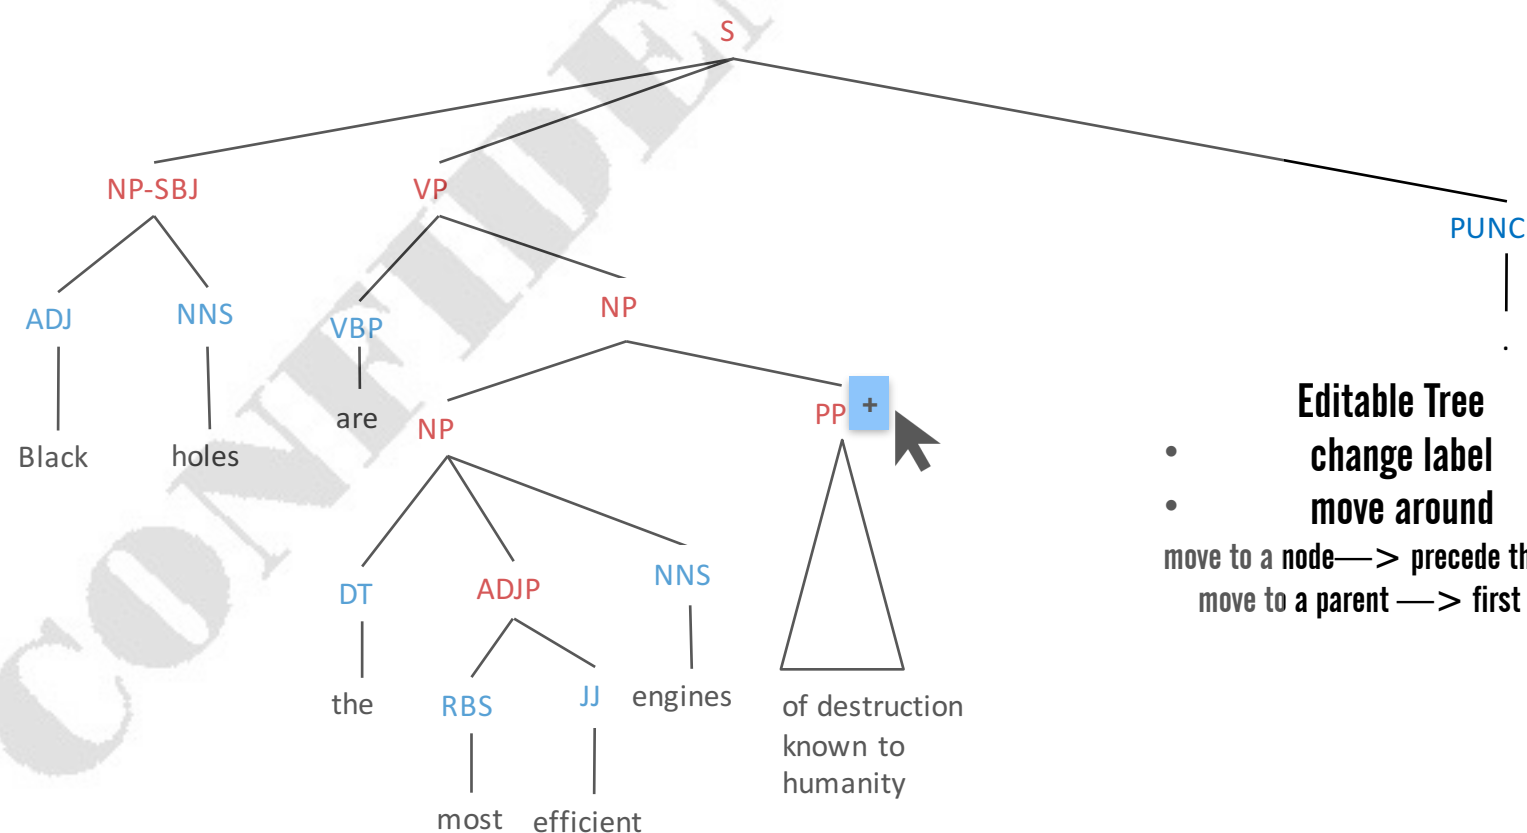 S
NP-SBJ VP
PUNC
ADJ NNS VBP NP
.
Black holes are NP PP +
Editable Tree
• change label
• move around
move to a node—> precede th
move to a parent —> first
DT ADJP NNS
the RBS JJ engines of destruction
known to
humanity
most efficient
CONFIDE